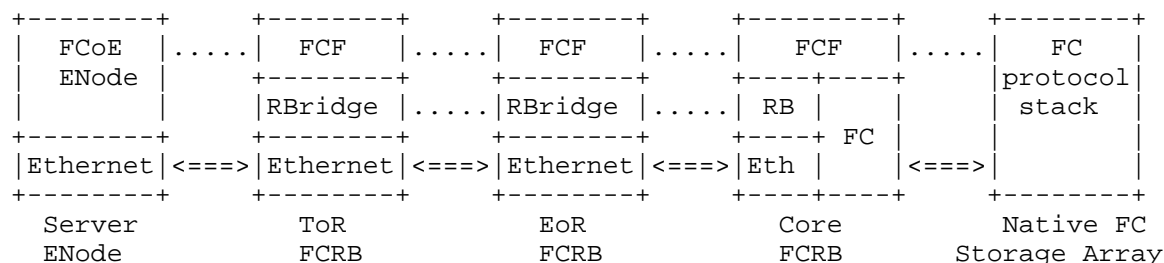 +--------+      +--------+      +--------+      +----------+      +--------+
|  FCoE  |.....|  FCF   |.....|  FCF   |.....|   FCF    |.....|   FC   |
| ENode  |      +--------+      +--------+      +----+----+      |protocol|
|        |      |RBridge |.....|RBridge |.....| RB |     |      | stack  |
+--------+      +--------+      +--------+      +----+ FC |      |        |
|Ethernet|<===>|Ethernet|<===>|Ethernet|<===>|Eth |     |<===>|        |
+--------+      +--------+      +--------+      +----+-----+      +--------+
Server ToR EoR Core Native FC
ENode FCRB FCRB FCRB Storage Array